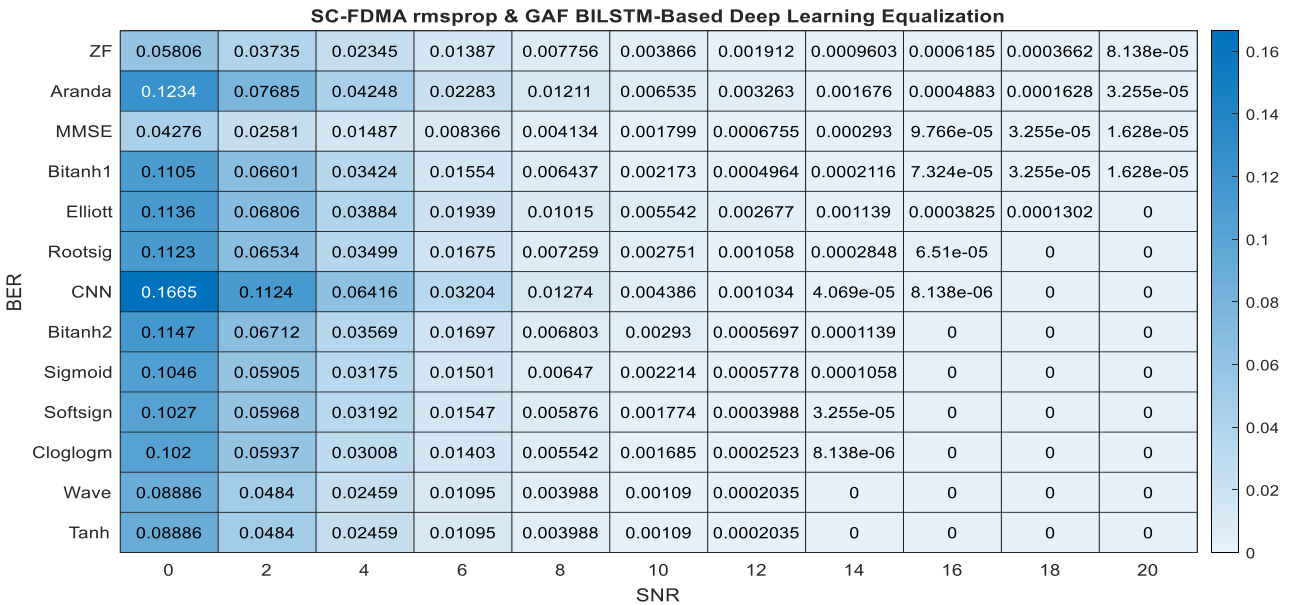 SC-FDMA rmsprop & GAF BILSTM-Based Deep Learning Equalization
ZF 0.05806 0.03735 0.02345 0.01387 0.007756 0.003866 0.001912 0.0009603 0.0006185 0.0003662 8.138e-05
Aranda 0.1234 0.07685 0.04248 0.02283 0.01211 0.006535 0.003263 0.001676 0.0004883 0.0001628 3.255e-05
MMSE 0.04276 0.02581 0.01487 0.008366 0.004134 0.001799 0.0006755 0.000293 9.766e-05 3.255e-05 1.628e-05
Bitanh1 0.1105 0.06601 0.03424 0.01554 0.006437 0.002173 0.0004964 0.0002116 7.324e-05 3.255e-05 1.628e-05
Elliott 0.1136 0.06806 0.03884 0.01939 0.01015 0.005542 0.002677 0.001139 0.0003825 0.0001302 0
Rootsig 0.1123 0.06534 0.03499 0.01675 0.007259 0.002751 0.001058 0.0002848 6.51e-05 0 0
CNN 0.1665 0.1124 0.06416 0.03204 0.01274 0.004386 0.001034 4.069e-05 8.138e-06 0 0
Bitanh2 0.1147 0.06712 0.03569 0.01697 0.006803 0.00293 0.0005697 0.0001139 0 0 0
Sigmoid 0.1046 0.05905 0.03175 0.01501 0.00647 0.002214 0.0005778 0.0001058 0 0 0
Softsign 0.1027 0.05968 0.03192 0.01547 0.005876 0.001774 0.0003988 3.255e-05 0 0 0
Cloglogm 0.102 0.05937 0.03008 0.01403 0.005542 0.001685 0.0002523 8.138e-06 0 0 0
Wave 0.08886 0.0484 0.02459 0.01095 0.003988 0.00109 0.0002035 0 0 0 0
Tanh 0.08886 0.0484 0.02459 0.01095 0.003988 0.00109 0.0002035 0 0 0 0
0 2 4 6 8 10 12 14 16 18 20
SNR
BER
0.16
0.14
0.12
0.1
0.08
0.06
0.04
0.02
0